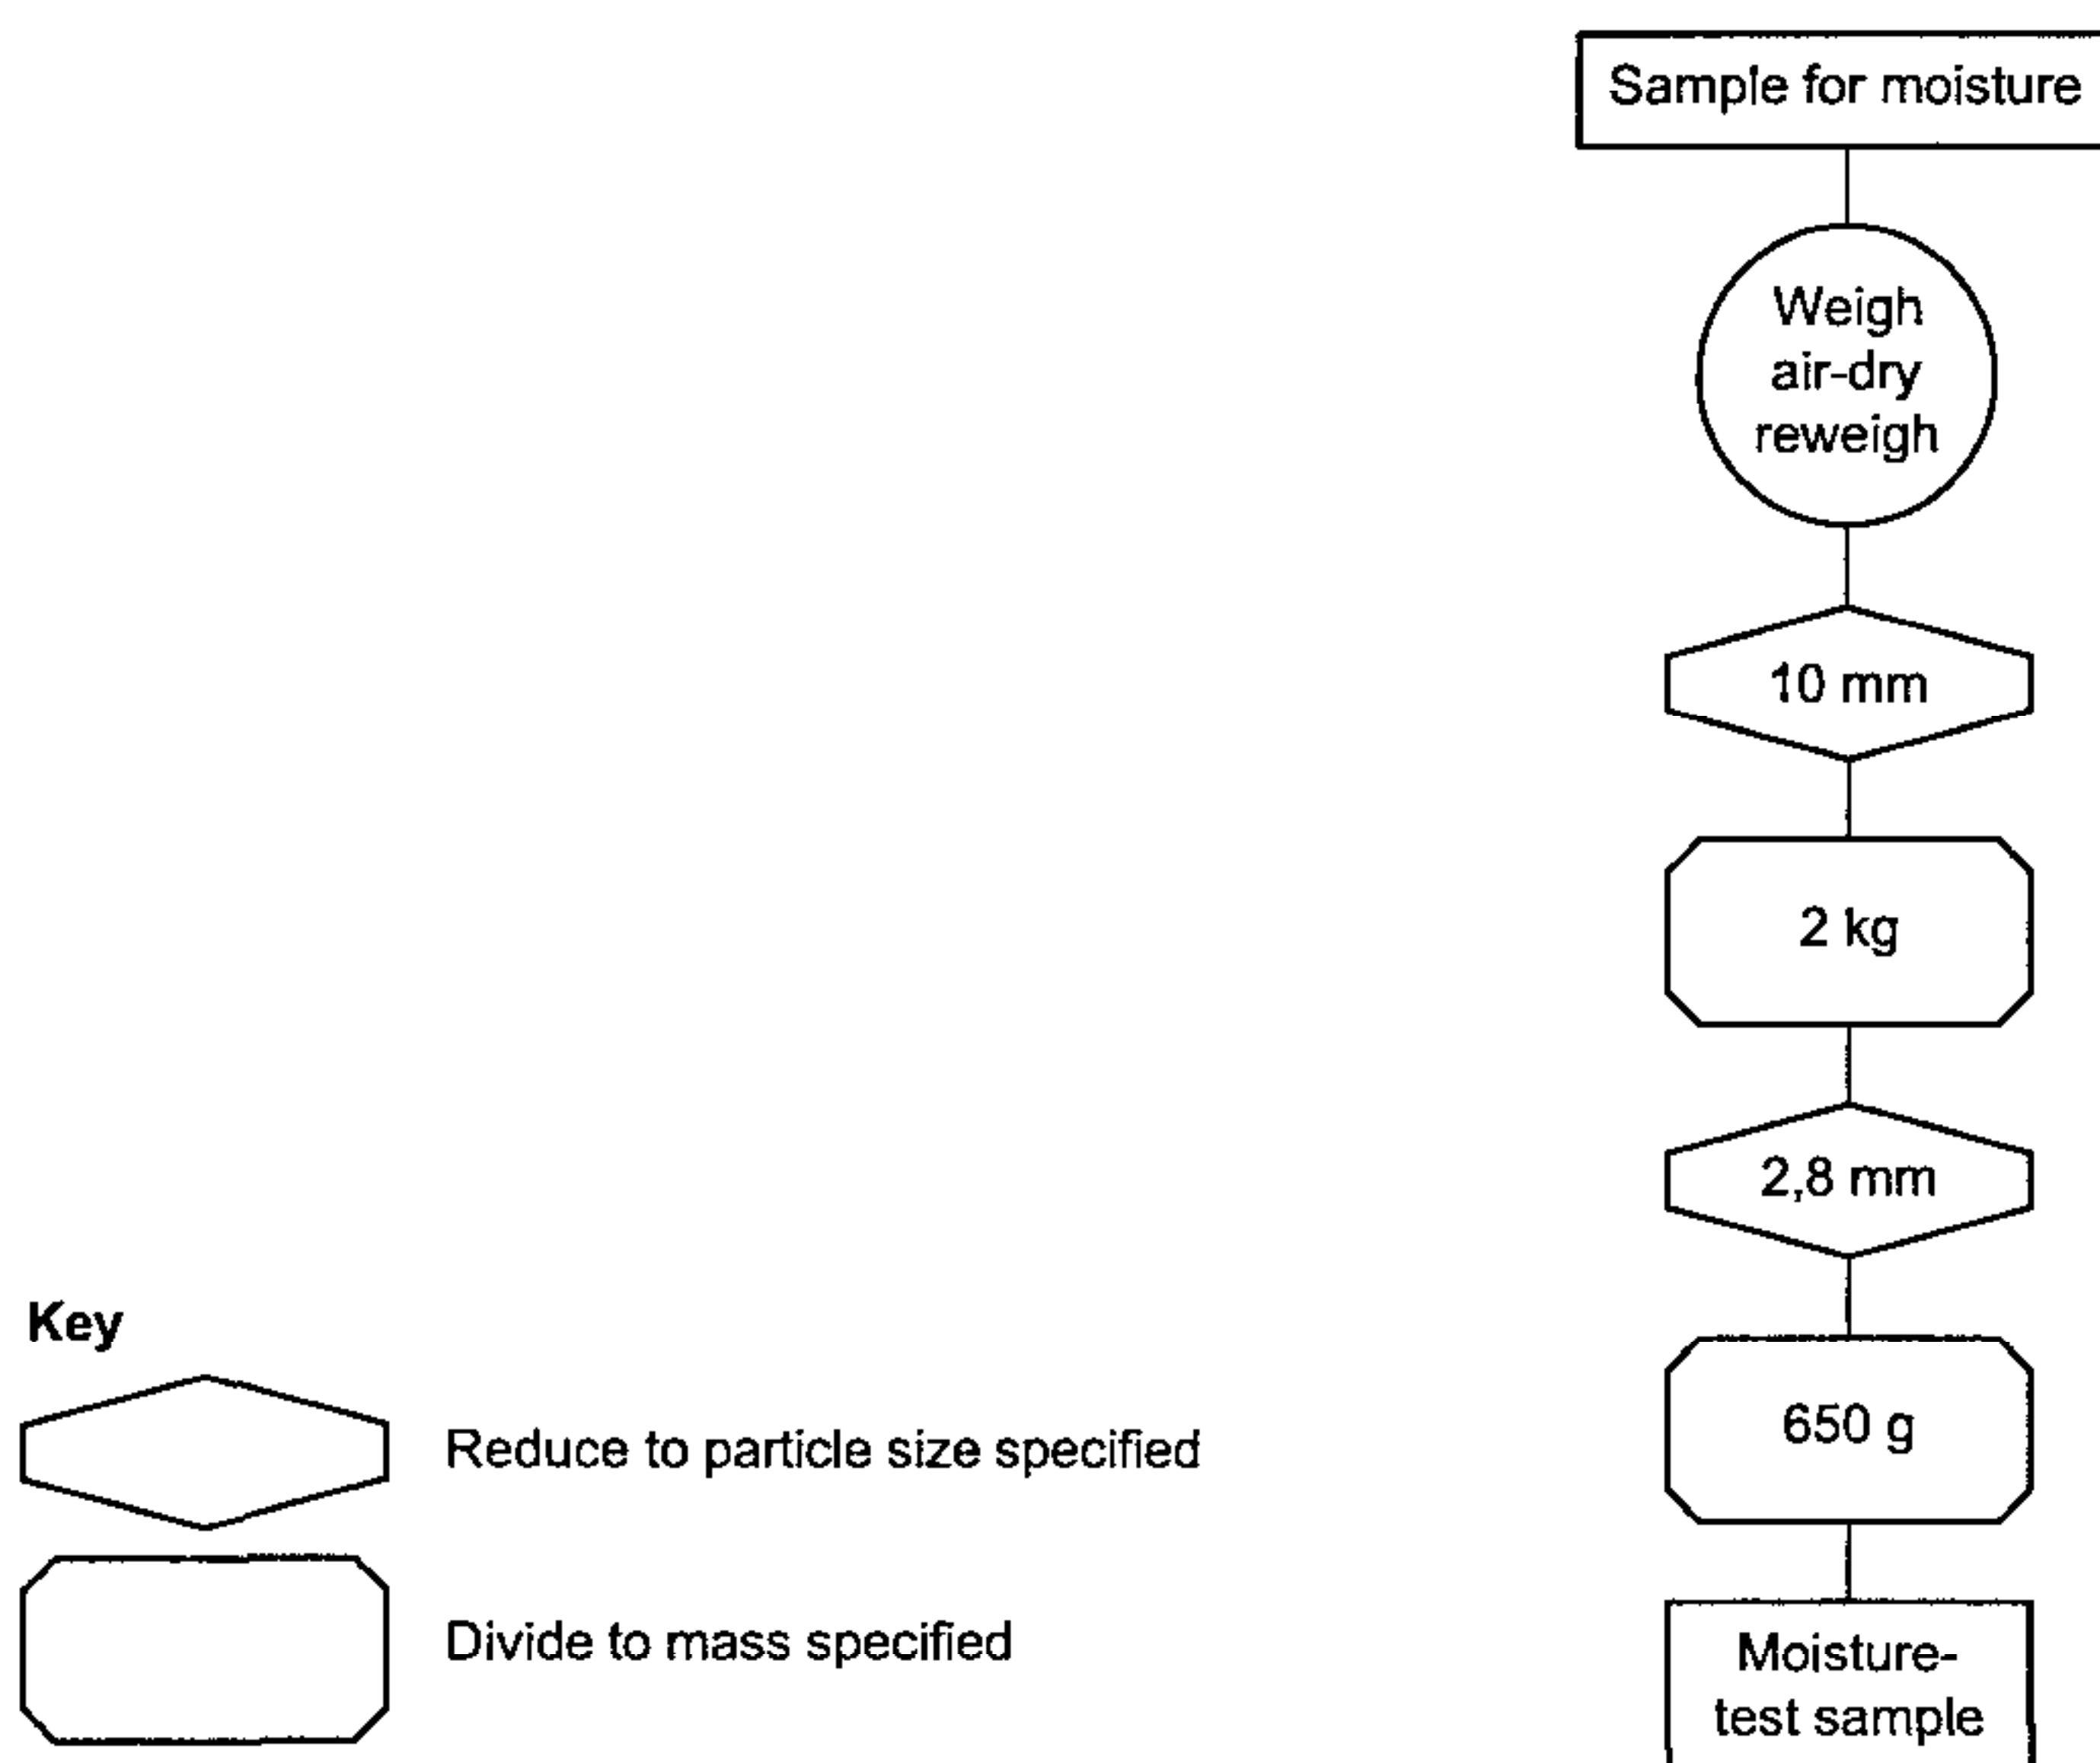 Sample for moisture
Weigh
air-dry
reweigh
10 mm
2 kg
2,8 mm
650 g
Moisture-
test sample
Key
Reduce to particle size specified
Divide to mass specified